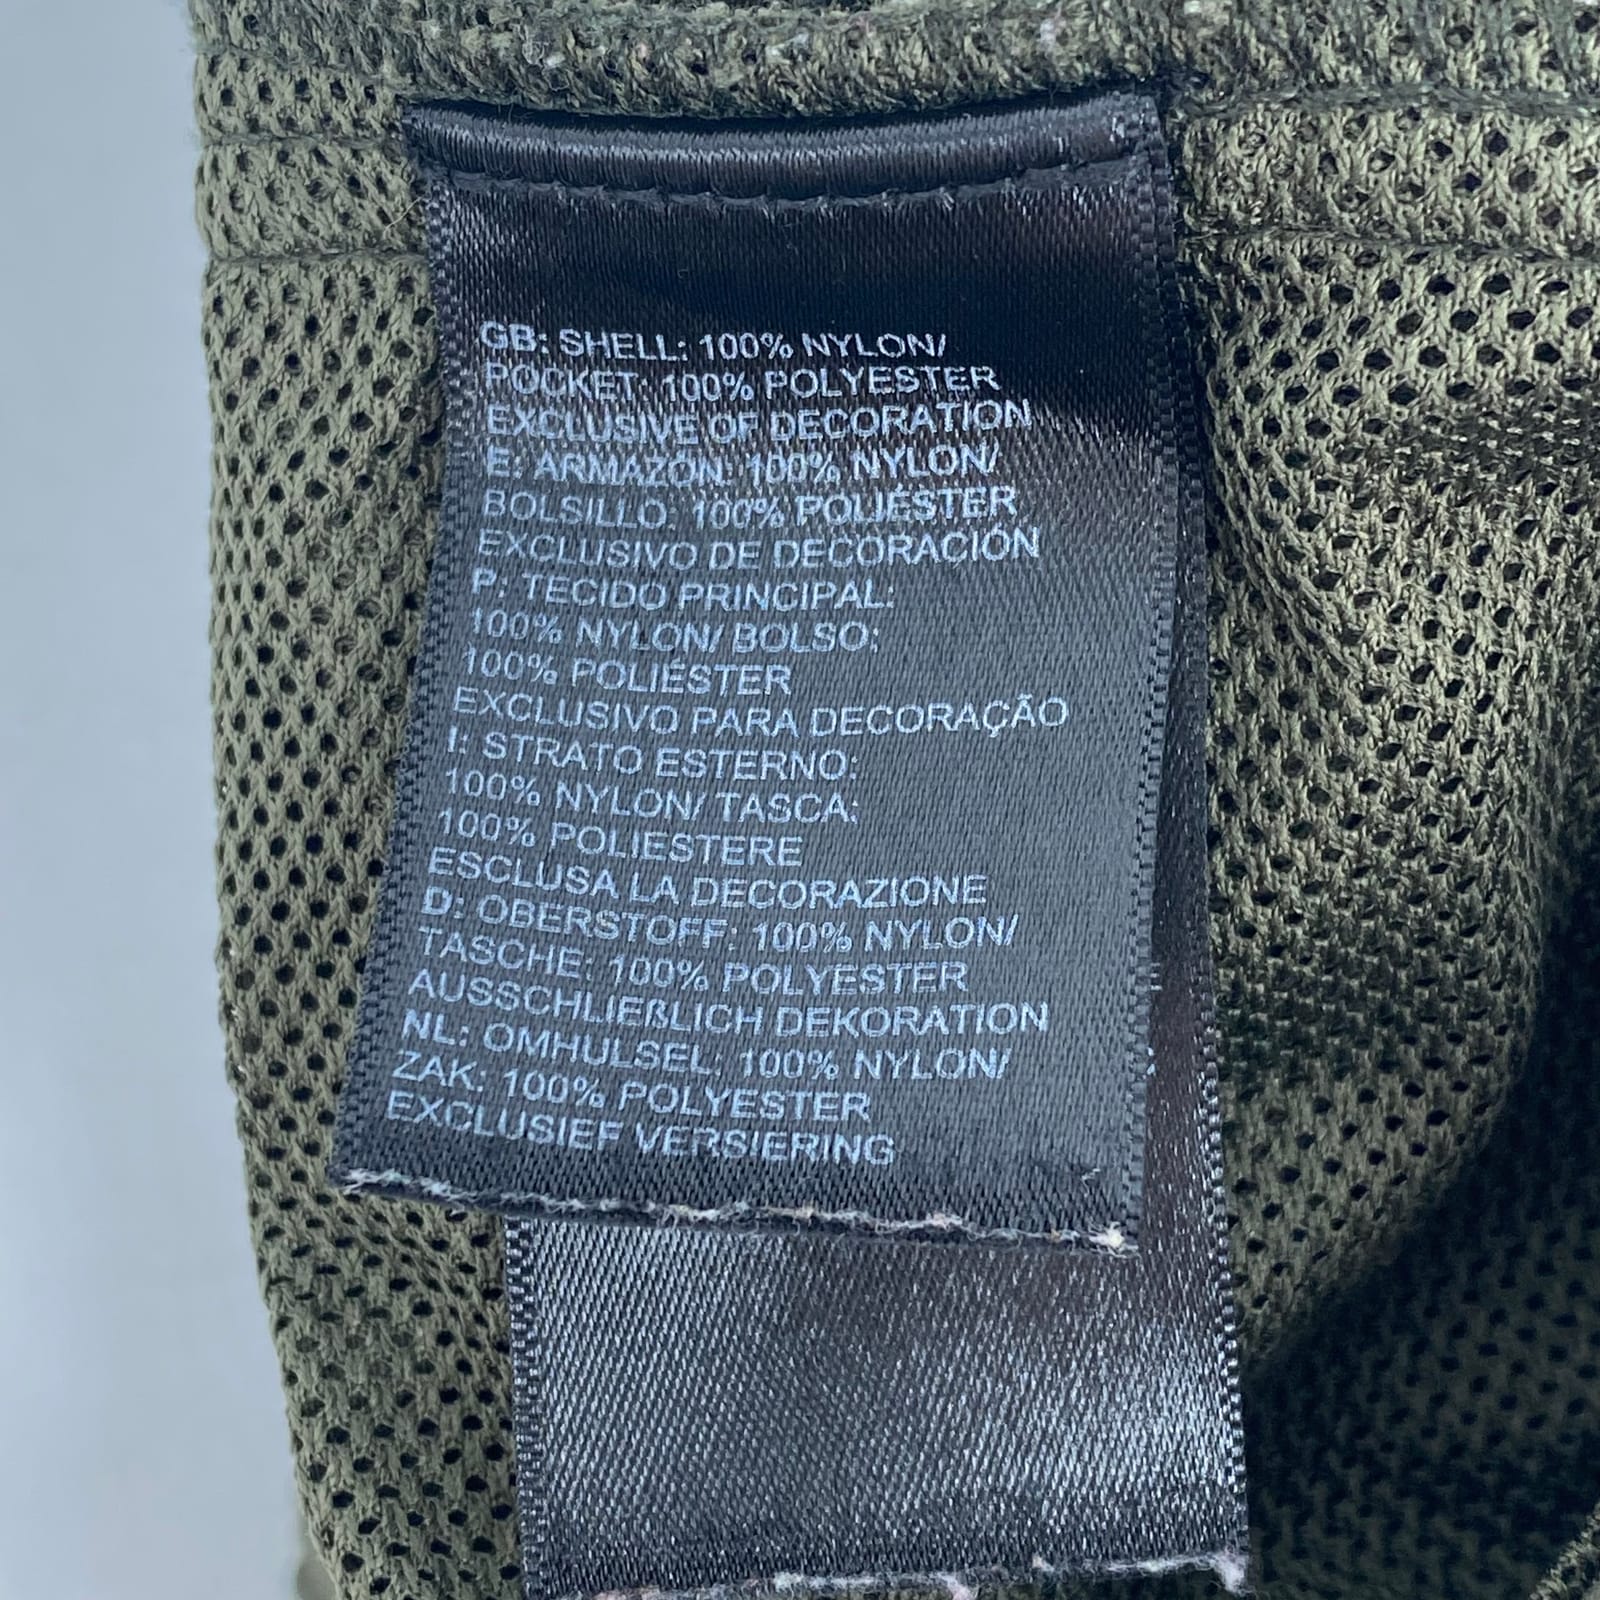 GB: SHELL: 100% NYLON/
POCKET: 100% POLYESTER
EXCLUSIVE OF DECORATION
E: ARMAZÓN: 100% NYLON/
BOLSILLO: 100% POLIÉSTER
EXCLUSIVO DE DECORACIÓN
P: TECIDO PRINCIPAL:
100% NYLON/ BOLSO:
100% POLIÉSTER
EXCLUSIVO PARA DECORAÇÃO
I: STRATO ESTERNO:
100% NYLON/ TASCA:
100% POLIESTERE
ESCLUSA LA DECORAZIONE
D: OBERSTOFF: 100% NYLON/
TASCHE: 100% POLYESTER
AUSSCHLIEßLICH DEKORATION
NL: OMHULSEL: 100% NYLON/
ZAK: 100% POLYESTER
EXCLUSIEF VERSIERING